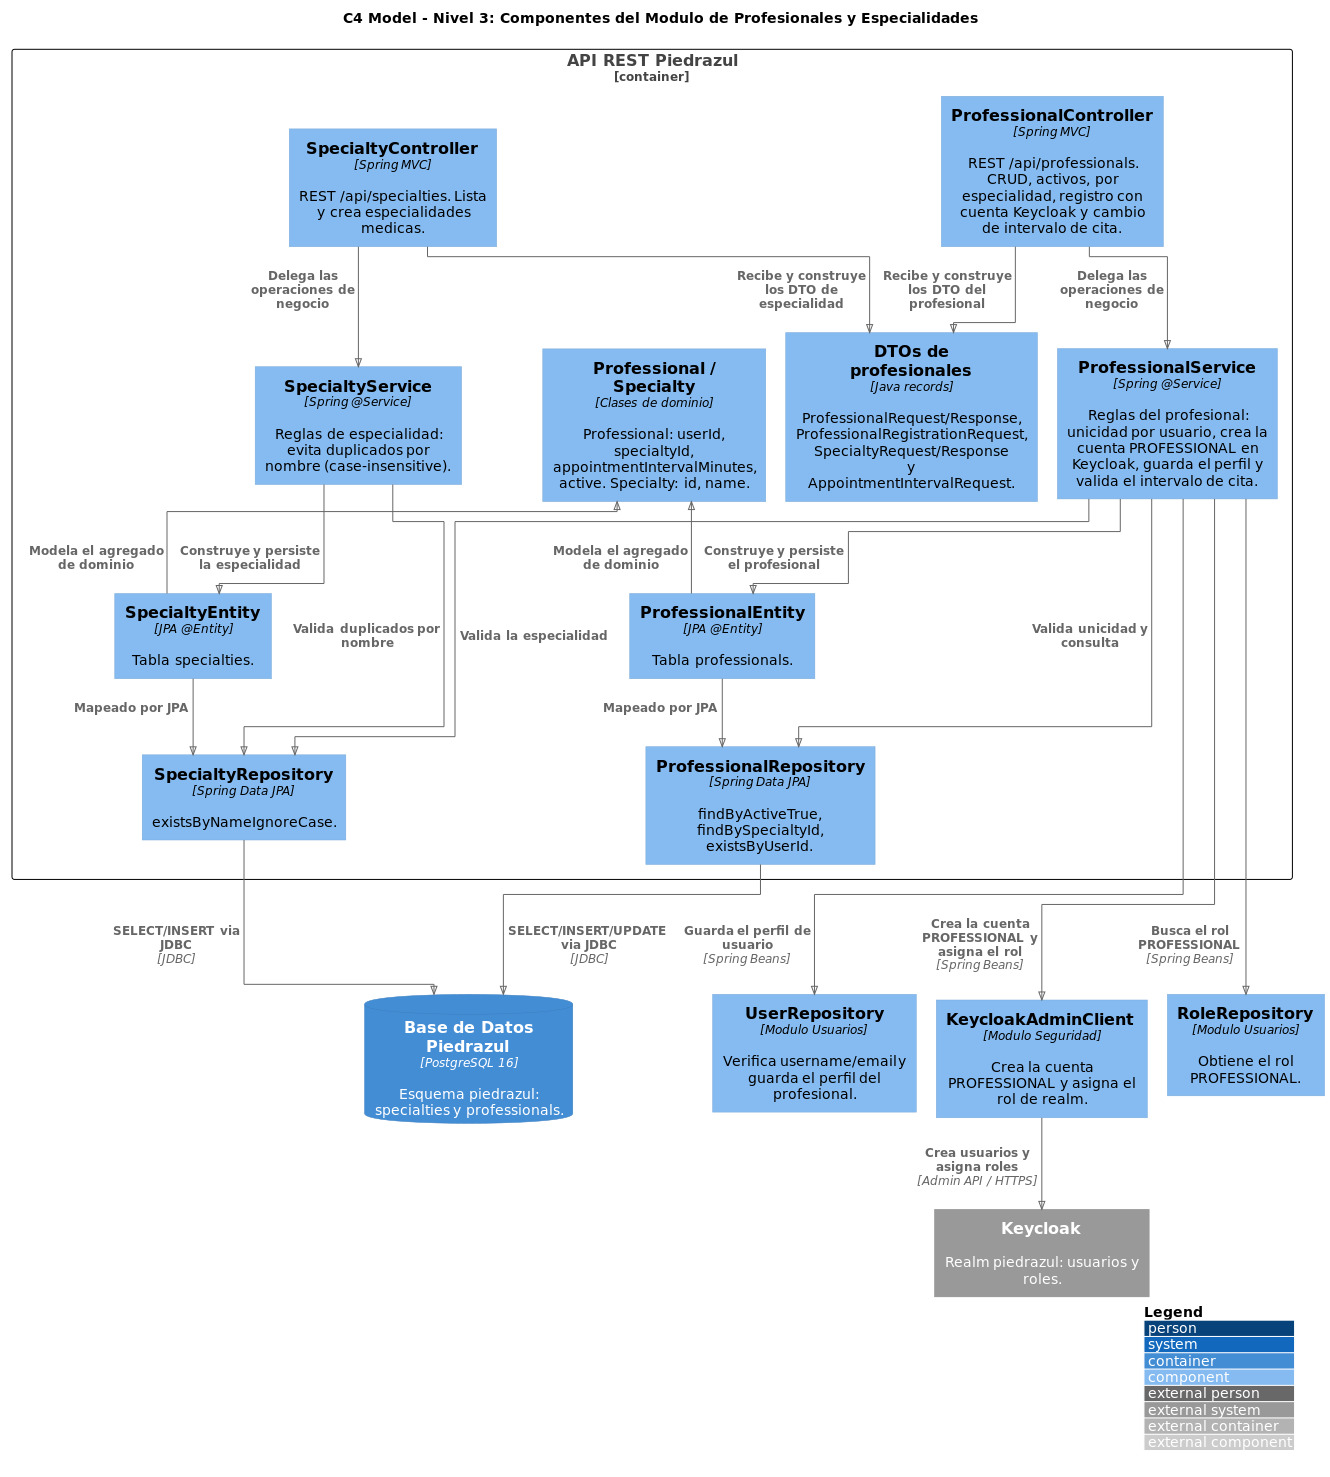 C4 Model - Nivel 3: Componentes del Modulo de Profesionales y Especialidades
API REST Piedrazul
[container]
SpecialtyController
[Spring MVC]
REST /api/specialties. Lista
y crea especialidades
medicas.
ProfessionalController
[Spring MVC]
REST /api/professionals.
CRUD, activos, por
especialidad, registro con
cuenta Keycloak y cambio
de intervalo de cita.
Delega las
operaciones de
negocio
Recibe y construye
los DTO de
especialidad
Recibe y construye
los DTO del
profesional
Delega las
operaciones de
negocio
SpecialtyService
[Spring @Service]
Reglas de especialidad:
evita duplicados por
nombre (case-insensitive).
Professional /
Specialty
[Clases de dominio]
Professional: userId,
specialtyId,
appointmentIntervalMinutes,
active. Specialty: id, name.
DTOs de
profesionales
[Java records]
ProfessionalRequest/Response,
ProfessionalRegistrationRequest,
SpecialtyRequest/Response
y
AppointmentIntervalRequest.
ProfessionalService
[Spring @Service]
Reglas del profesional:
unicidad por usuario, crea la
cuenta PROFESSIONAL en
Keycloak, guarda el perfil y
valida el intervalo de cita.
Modela el agregado
de dominio
Construye y persiste
la especialidad
Modela el agregado
de dominio
Construye y persiste
el profesional
SpecialtyEntity
[JPA @Entity]
Tabla specialties.
Valida duplicados por
nombre
Valida la especialidad
ProfessionalEntity
[JPA @Entity]
Tabla professionals.
Valida unicidad y
consulta
Mapeado por JPA
Mapeado por JPA
SpecialtyRepository
[Spring Data JPA]
existsByNameIgnoreCase.
ProfessionalRepository
[Spring Data JPA]
findByActiveTrue,
findBySpecialtyId,
existsByUserId.
SELECT/INSERT via
JDBC
[JDBC]
SELECT/INSERT/UPDATE
via JDBC
[JDBC]
Guarda el perfil de
usuario
[Spring Beans]
Crea la cuenta
PROFESSIONAL y
asigna el rol
[Spring Beans]
Busca el rol
PROFESSIONAL
[Spring Beans]
Base de Datos
Piedrazul
[PostgreSQL 16]
Esquema piedrazul:
specialties y professionals.
UserRepository
[Modulo Usuarios]
Verifica username/email y
guarda el perfil del
profesional.
KeycloakAdminClient
[Modulo Seguridad]
Crea la cuenta
PROFESSIONAL y asigna el
rol de realm.
RoleRepository
[Modulo Usuarios]
Obtiene el rol
PROFESSIONAL.
Crea usuarios y
asigna roles
[Admin API / HTTPS]
Keycloak
Realm piedrazul: usuarios y
roles.
Legend
person
system
container
component
external person
external system
external container
external component